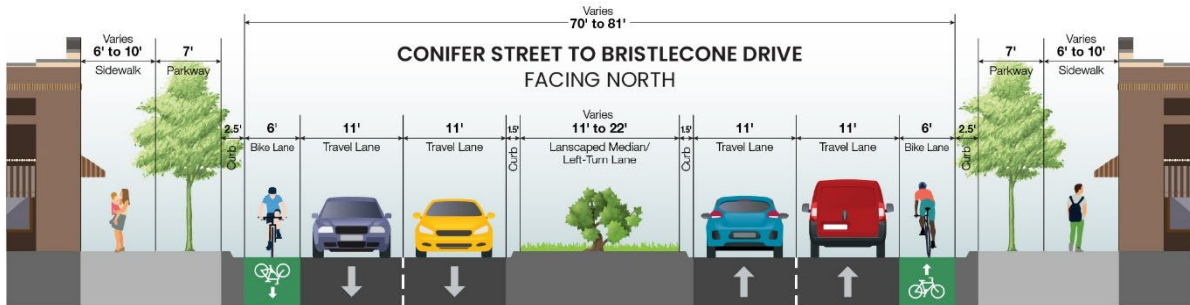 Varies
70' to 81'
Varies
6' to 10'
Sidewalk
7'
Parkway
CONIFER STREET TO BRISTLECONE DRIVE
FACING NORTH
7'
Parkway
Varies
6' to 10'
Sidewalk
2.5'
Curb
6'
Bike Lane
11'
Travel Lane
11'
Travel Lane
1.5'
Curb
Varies
11' to 22'
Lanscaped Median/
Left-Turn Lane
1.5'
Curb
11'
Travel Lane
11'
Travel Lane
6'
Bike Lane
2.5'
Curb